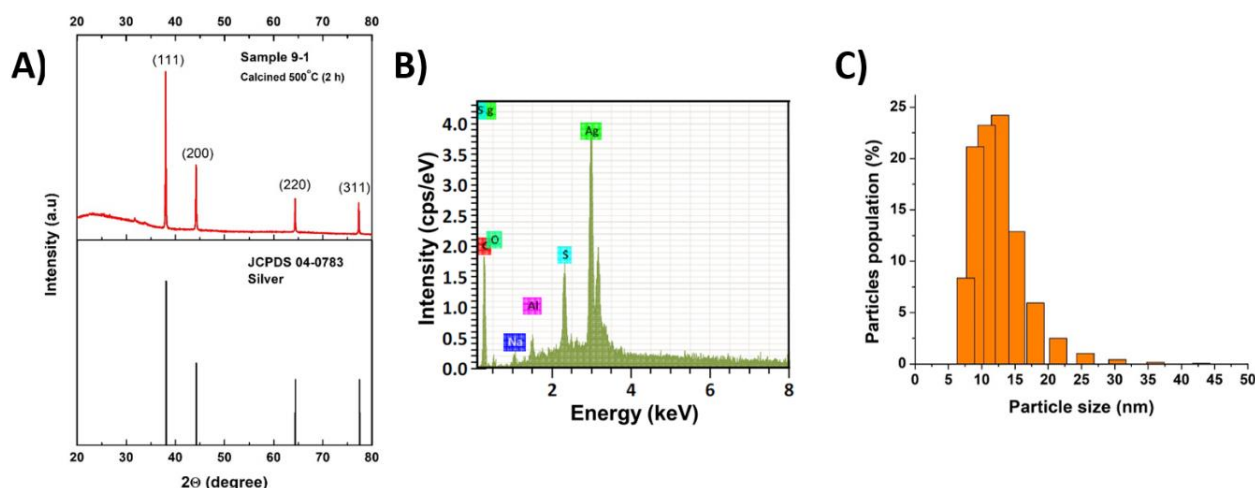 A)
20 30 40 50 60 70 80
Sample 9-1
Calcined 500°C (2 h)
(111)
(200)
(220)
(311)
JCPDS 04-0783
Silver
Intensity (a.u)
20 30 40 50 60 70 80
2Θ (degree)
B)
S g
4.0
3.5
3.0
2.5
2.0
1.5
1.0
0.5
0.0
Ag
C
O
S
Al
Na
Intensity (cps/eV)
2 4 6 8
Energy (keV)
C)
25
20
15
10
5
0
Particles population (%)
0 5 10 15 20 25 30 35 40 45 50
Particle size (nm)